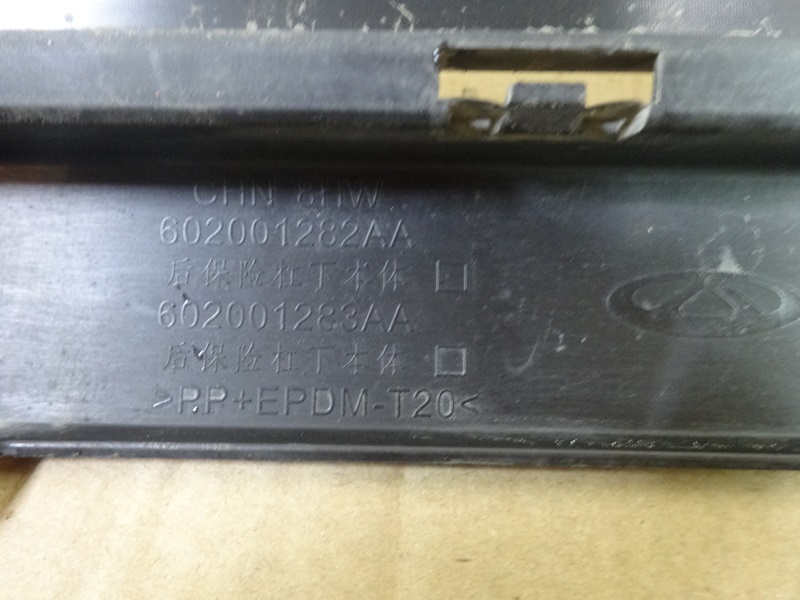 CHN 8HW
602001282AA
后保险杠下本体
602001283AA
后保险杠下本体
>PP+EPDM-T20<